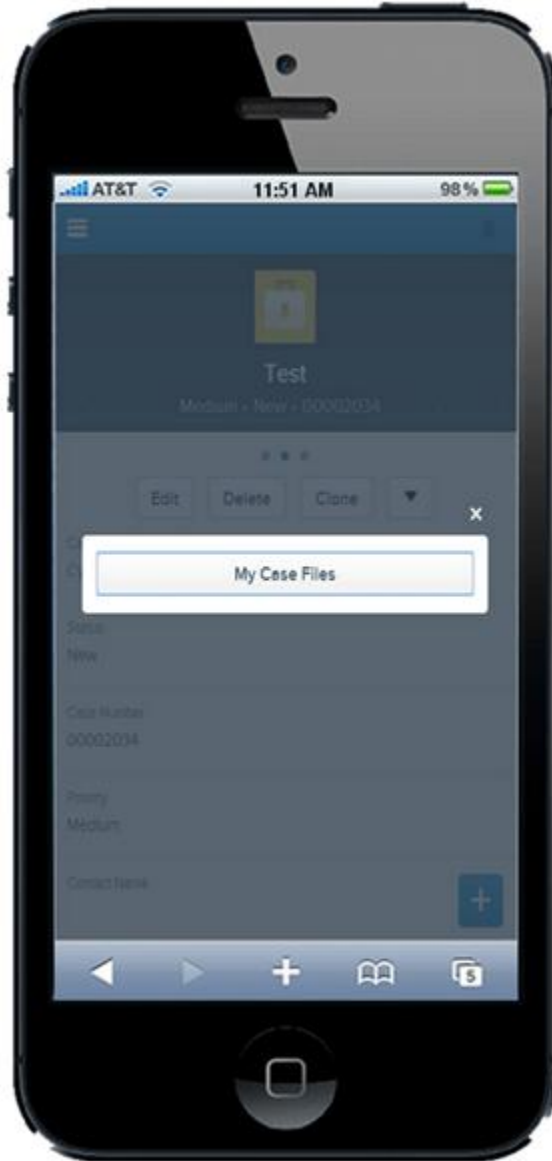 AT&T 11:51 AM 98%
Test
Medium · New · 00002034
Edit Delete Clone
x
My Case Files
Status
New
Case Number
00002034
Priority
Medium
Contact Name
5